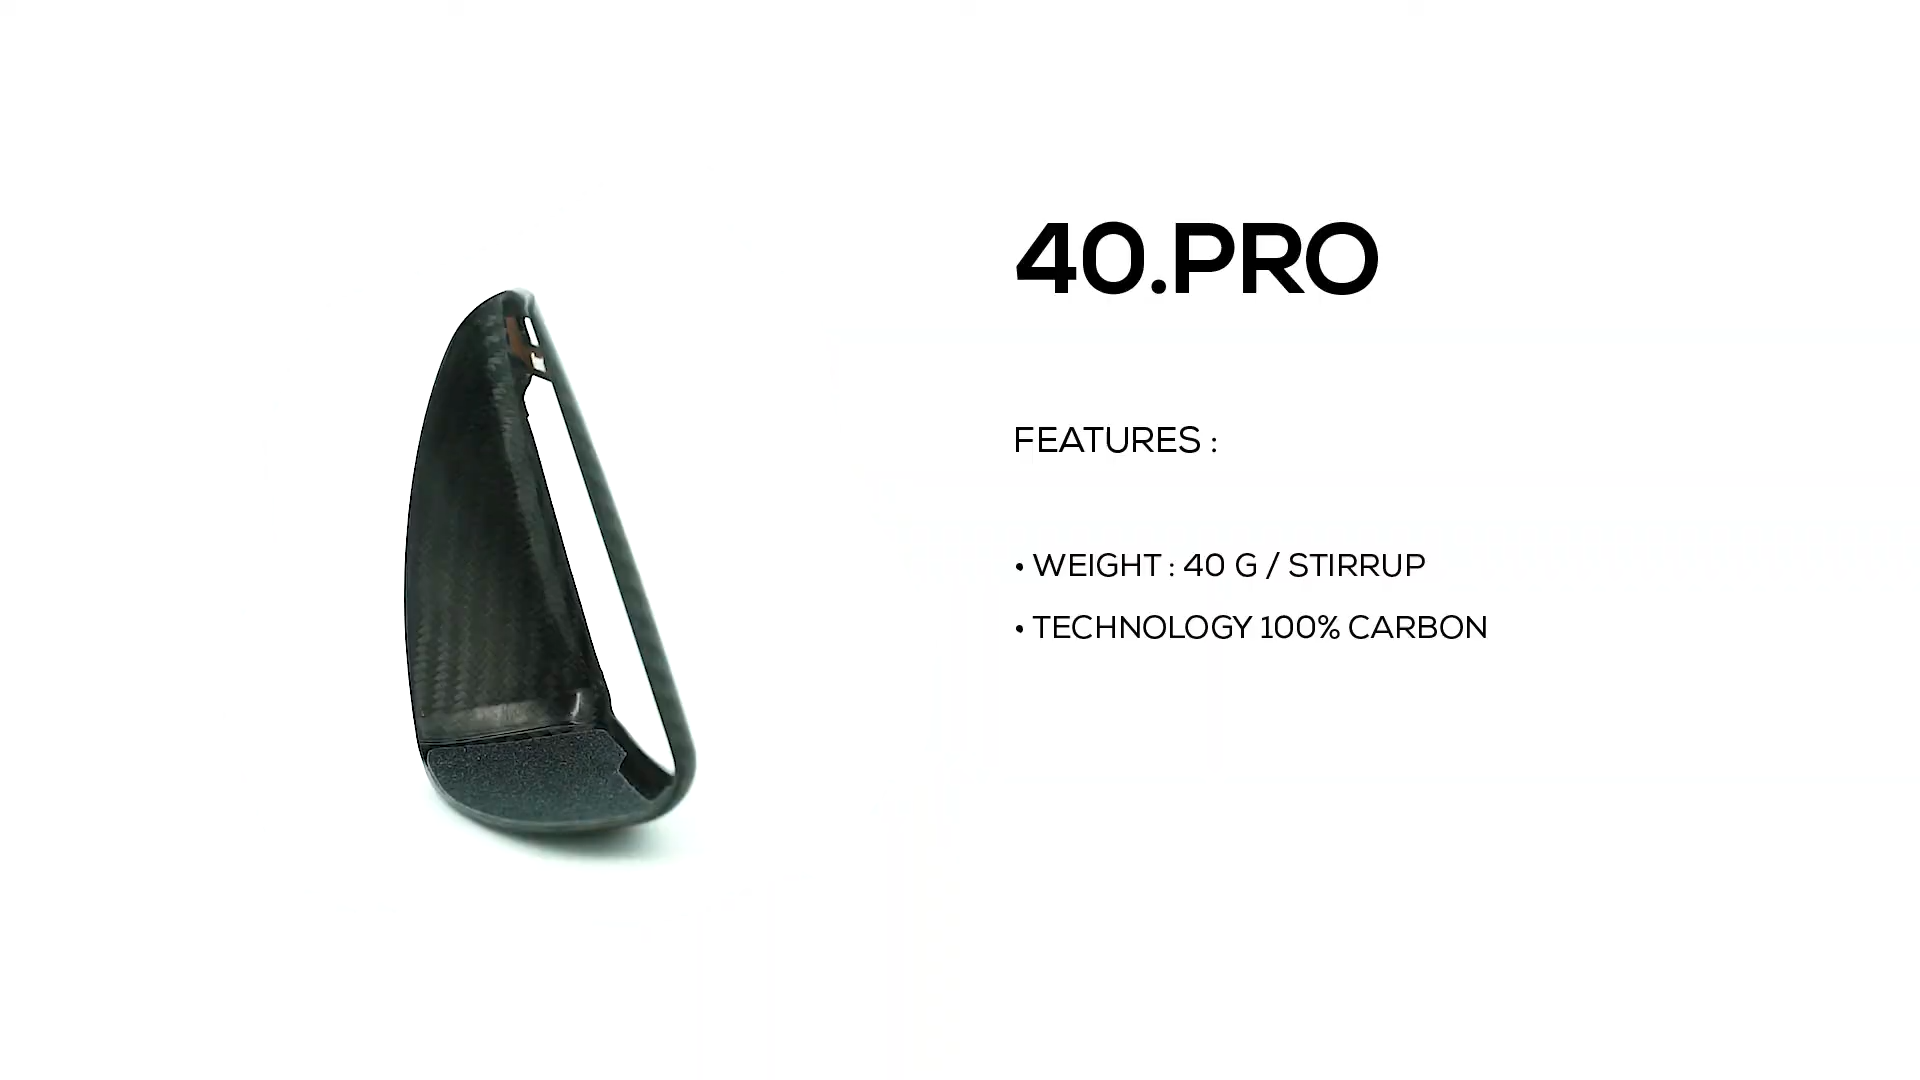 40.PRO
FEATURES :
• WEIGHT : 40 G / STIRRUP
• TECHNOLOGY 100% CARBON